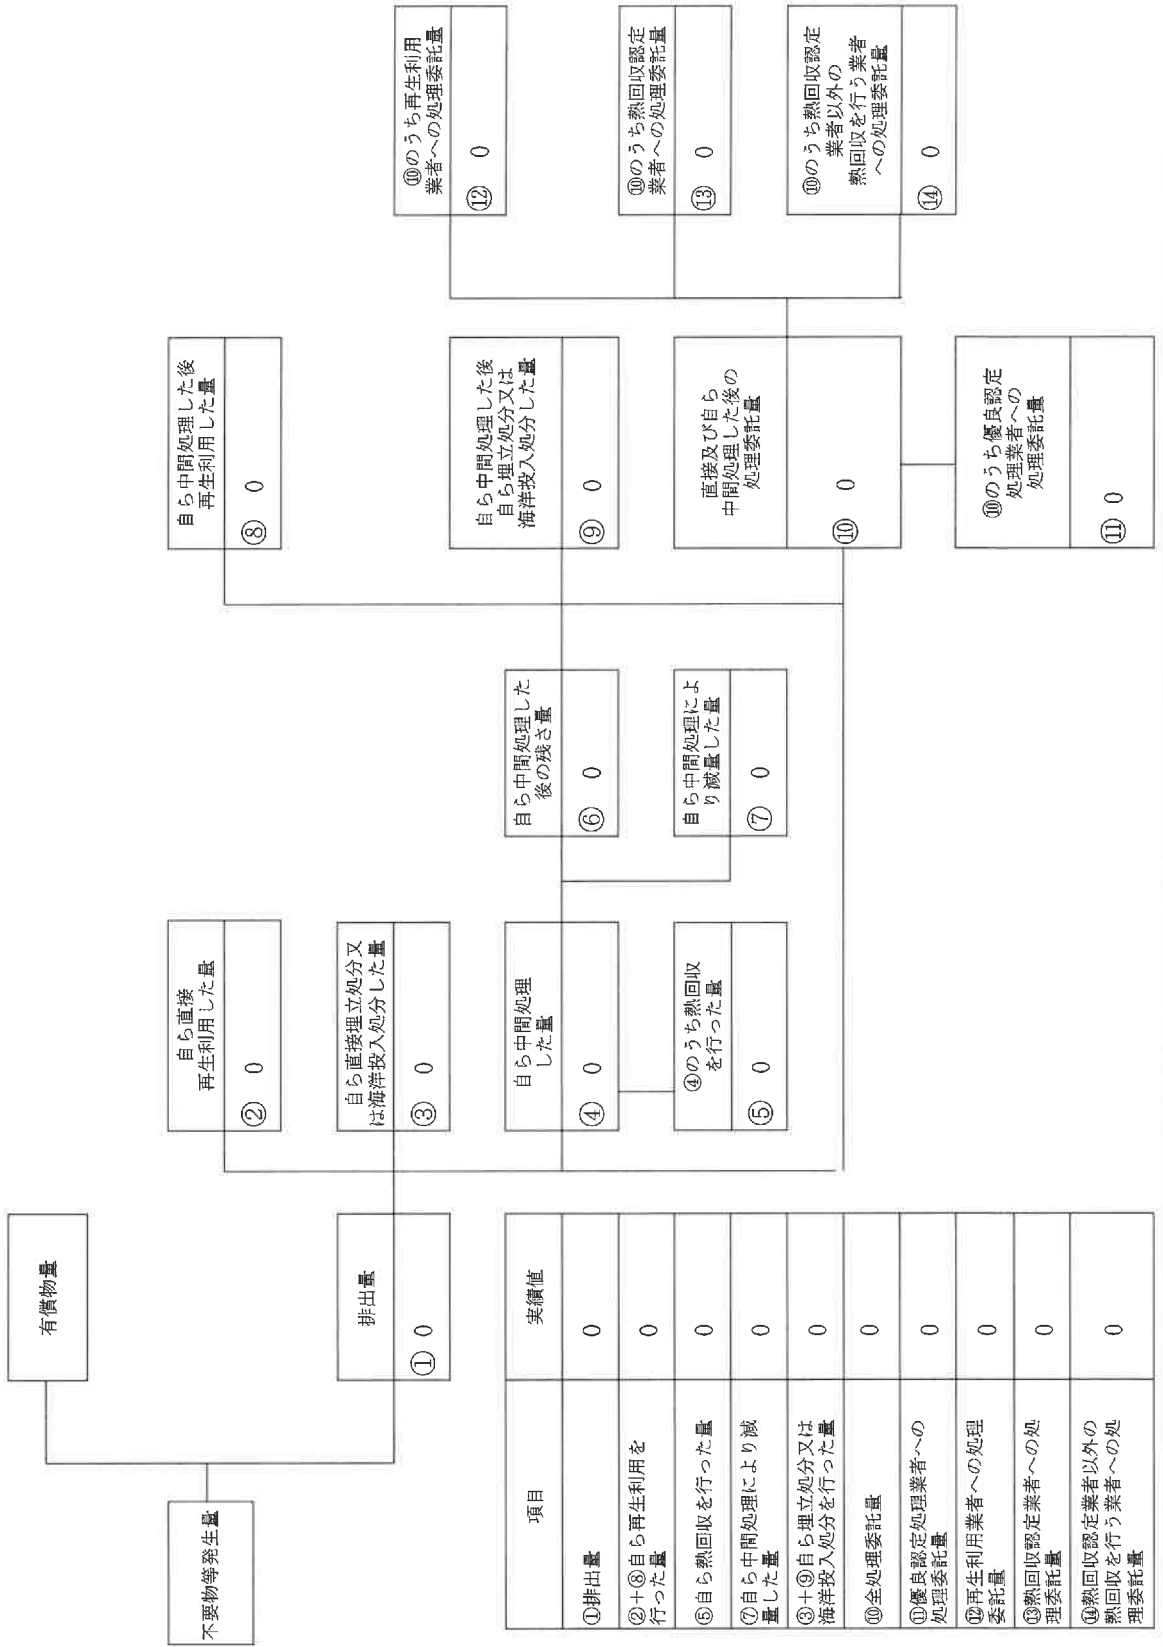 不要物等発生量
有償物量
排出量
① 0
自ら直接
再生利用した量
② 0
自ら直接埋立処分又
は海洋投入処分した量
③ 0
自ら中間処理
した量
④ 0
④のうち熱回収
を行った量
⑤ 0
自ら中間処理した
後の残さ量
⑥ 0
自ら中間処理によ
り減量した量
⑦ 0
自ら中間処理した後
再生利用した量
⑧ 0
自ら中間処理した後
自ら埋立処分又は
海洋投入処分した量
⑨ 0
直接及び自ら
中間処理した後の
処理委託量
⑩ 0
⑩のうち優良認定
処理業者への
処理委託量
⑪ 0
⑩のうち再生利用
業者への処理委託量
⑫ 0
⑩のうち熱回収認定
業者への処理委託量
⑬ 0
⑩のうち熱回収認定
業者以外の
熱回収を行う業者
への処理委託量
⑭ 0
項目 実績値
①排出量 0
②+⑧自ら再生利用を
行った量 0
⑤自ら熱回収を行った量 0
⑦自ら中間処理により減
量した量 0
③+⑨自ら埋立処分又は
海洋投入処分を行った量 0
⑩全処理委託量 0
⑪優良認定処理業者への
処理委託量 0
⑫再生利用業者への処理
委託量 0
⑬熱回収認定業者への処
理委託量 0
⑭熱回収認定業者以外の
熱回収を行う業者への処
理委託量 0